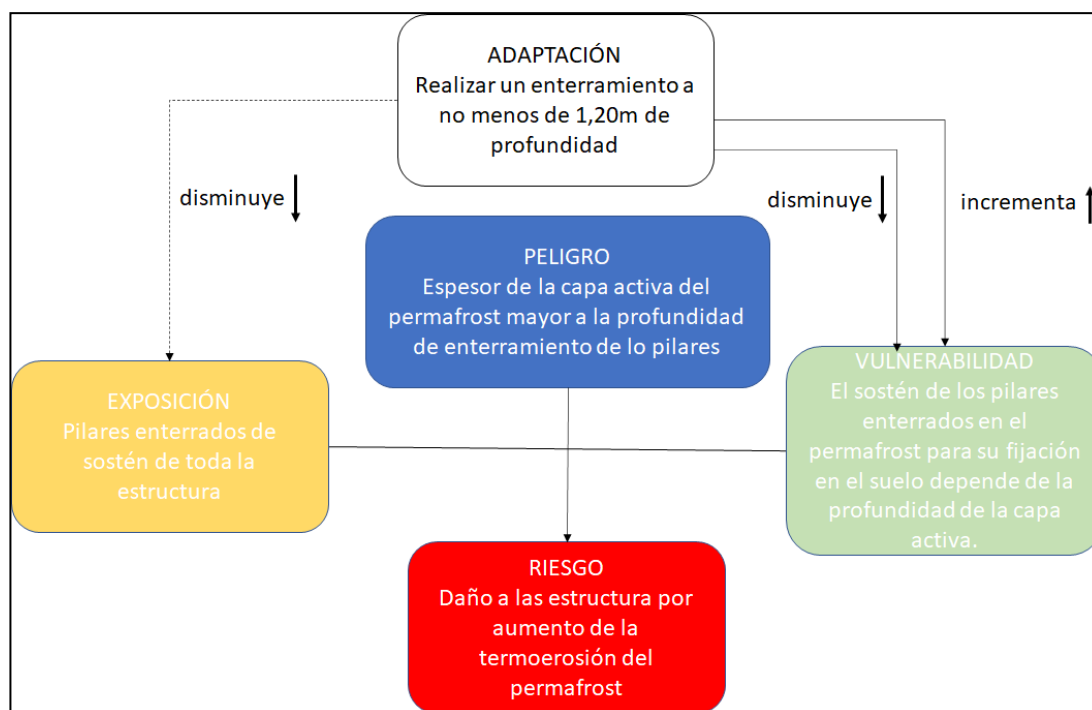 ADAPTACIÓN
Realizar un enterramiento a
no menos de 1,20m de
profundidad
disminuye
disminuye
incrementa
PELIGRO
Espesor de la capa activa del
permafrost mayor a la profundidad
de enterramiento de lo pilares
EXPOSICIÓN
Pilares enterrados de
sostén de toda la
estructura
VULNERABILIDAD
El sostén de los pilares
enterrados en el
permafrost para su fijación
en el suelo depende de la
profundidad de la capa
activa.
RIESGO
Daño a las estructura por
aumento de la
termoerosión del
permafrost